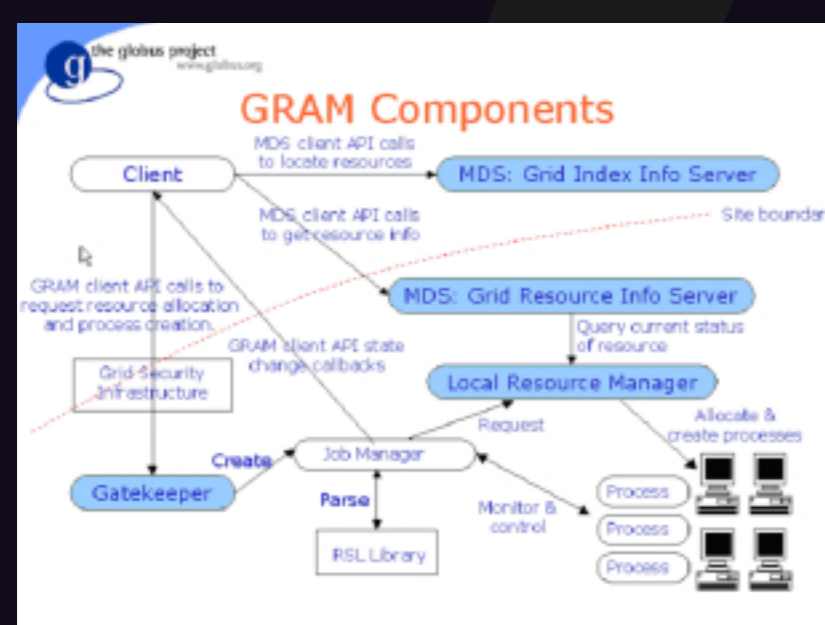 the globus project
www.globus.org
GRAM Components
MDS client API calls
to locate resources
Client
MDS: Grid Index Info Server
MDS client API calls
to get resource info
Site boundar
GRAM client API calls to
request resource allocation
and process creation.
MDS: Grid Resource Info Server
Query current status
of resource
GRAM client API state
change callbacks
Grid Security
Infrastructure
Local Resource Manager
Allocate &
create processes
Request
Create
Job Manager
Gatekeeper
Parse
Monitor &
control
Process
Process
Process
RSL Library